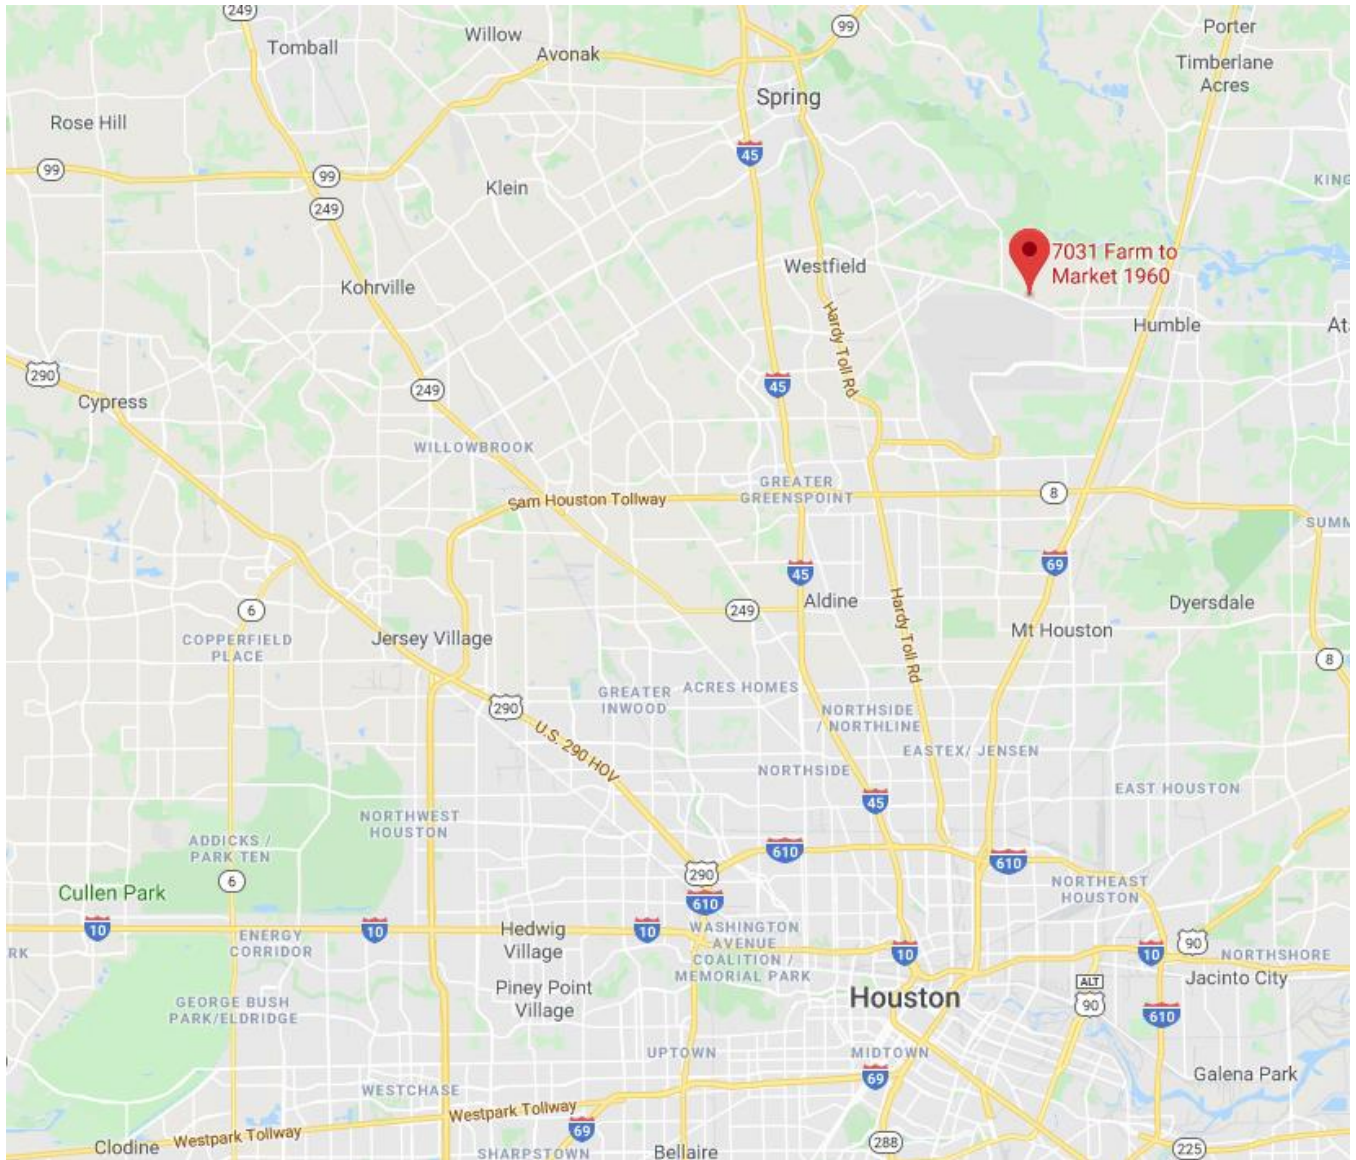 249
Tomball
Willow
Avonak
99
Porter
Timberlane
Acres
Spring
Rose Hill
45
99
99
Klein
KING
249
7031 Farm to
Market 1960
Westfield
Kohrville
Hardy Toll Rd
Humble
At
290
45
249
Cypress
WILLOWBROOK
GREATER
GREENSPOINT
Sam Houston Tollway
8
SUMM
69
45
6
249
Aldine
Hardy Toll Rd
Dyersdale
COPPERFIELD
PLACE
Jersey Village
Mt Houston
8
GREATER
INWOOD
ACRES HOMES
290
NORTHSIDE
/ NORTHLINE
U.S. 290 HOV
EASTEX/ JENSEN
NORTHSIDE
EAST HOUSTON
45
NORTHWEST
HOUSTON
ADDICKS /
PARK TEN
610
610
290
6
NORTHEAST
HOUSTON
Cullen Park
610
10
10
10
Hedwig
Village
WASHINGTON
AVENUE
COALITION /
MEMORIAL PARK
10
10
90
RK
ENERGY
CORRIDOR
NORTHSHORE
Jacinto City
ALT
90
Piney Point
Village
Houston
GEORGE BUSH
PARK/ELDRIDGE
610
UPTOWN
MIDTOWN
69
Galena Park
WESTCHASE
Westpark Tollway
69
Westpark Tollway
Clodine
SHARPSTOWN
Bellaire
288
225